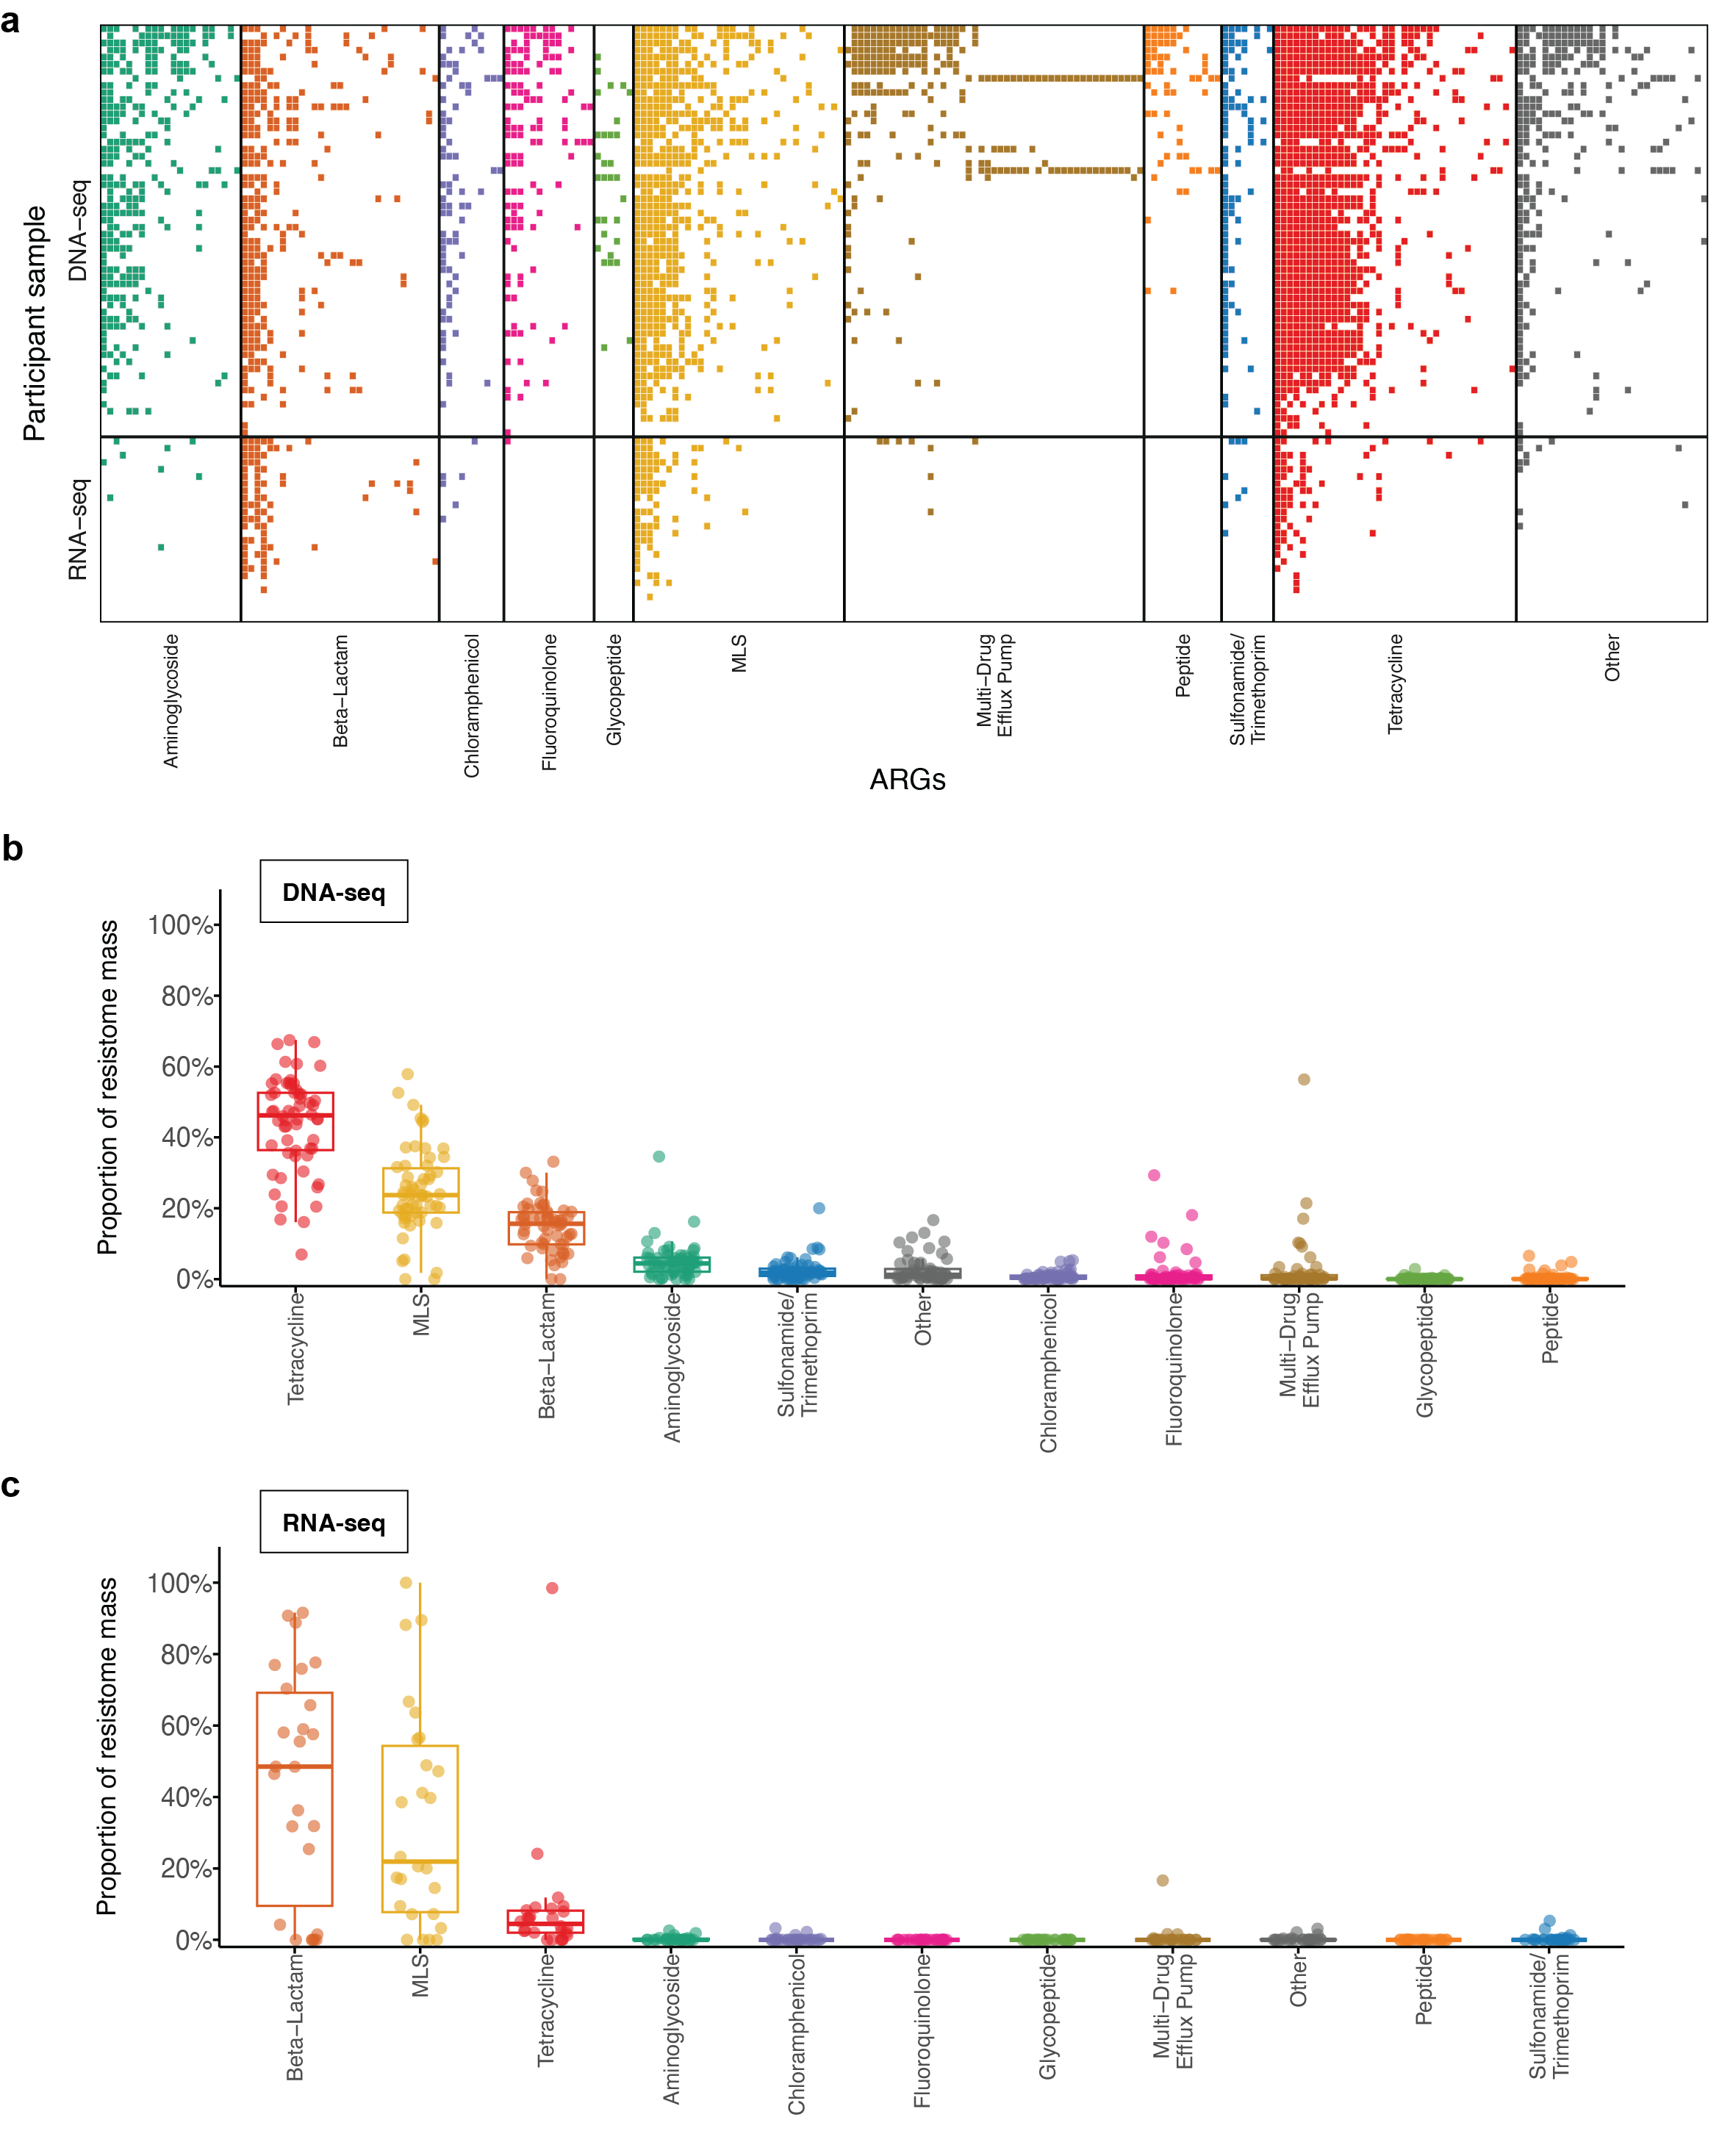 a
Participant sample
DNA−seq
RNA−seq
Aminoglycoside
Beta−Lactam
Chloramphenicol
Fluoroquinolone
Glycopeptide
MLS
Multi−Drug
Efflux Pump
Peptide
Sulfonamide/
Trimethoprim
Tetracycline
Other
ARGs
b
DNA-seq
Proportion of resistome mass
100%
80%
60%
40%
20%
0%
Tetracycline
MLS
Beta−Lactam
Aminoglycoside
Sulfonamide/
Trimethoprim
Other
Chloramphenicol
Fluoroquinolone
Multi−Drug
Efflux Pump
Glycopeptide
Peptide
c
RNA-seq
Proportion of resistome mass
100%
80%
60%
40%
20%
0%
Beta−Lactam
MLS
Tetracycline
Aminoglycoside
Chloramphenicol
Fluoroquinolone
Glycopeptide
Multi−Drug
Efflux Pump
Other
Peptide
Sulfonamide/
Trimethoprim